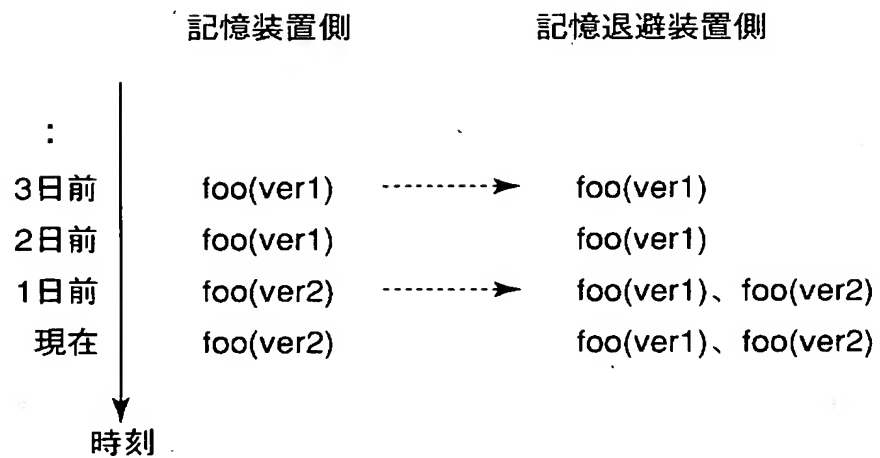 記憶装置側 記憶退避装置側
:
3日前 foo(ver1) foo(ver1)
2日前 foo(ver1) foo(ver1)
1日前 foo(ver2) foo(ver1)、foo(ver2)
現在 foo(ver2) foo(ver1)、foo(ver2)
時刻